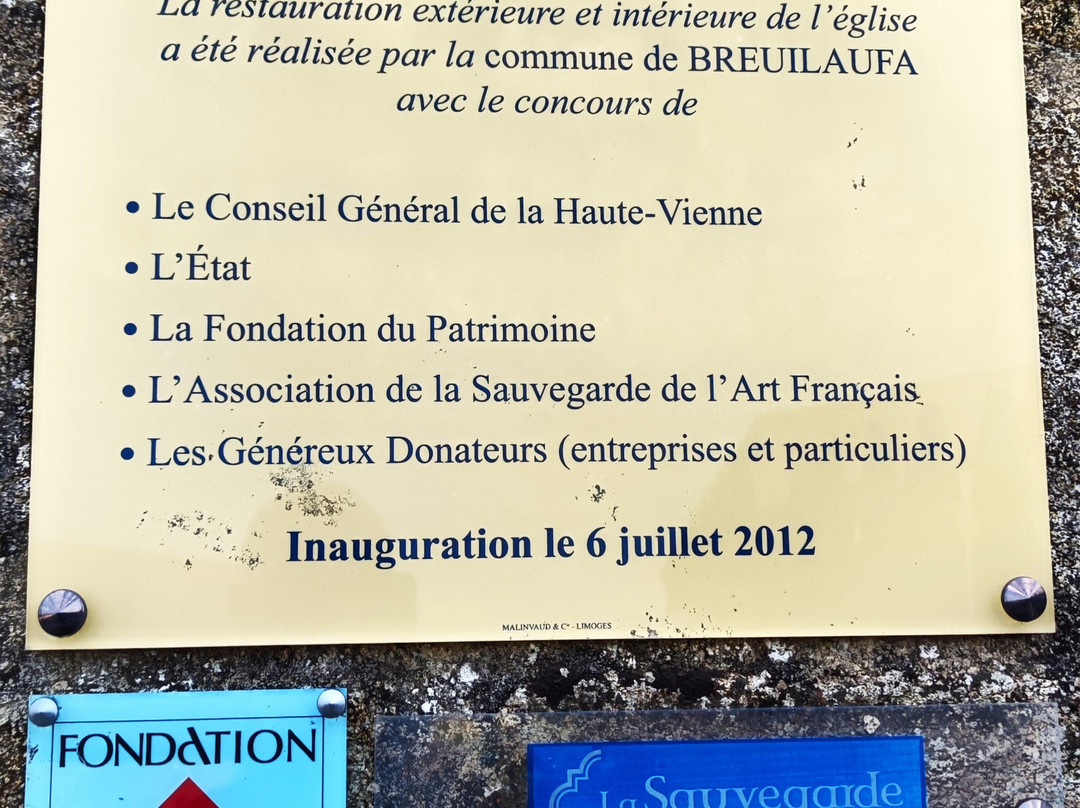 La restauration extérieure et intérieure de l'église
a été réalisée par la commune de BREUILAUFA
avec le concours de
• Le Conseil Général de la Haute-Vienne
• L'État
• La Fondation du Patrimoine
• L'Association de la Sauvegarde de l'Art Français
• Les Généreux Donateurs (entreprises et particuliers)
Inauguration le 6 juillet 2012
MALINVAUD & Cie - LIMOGES
FONDATION
La Sauvegarde